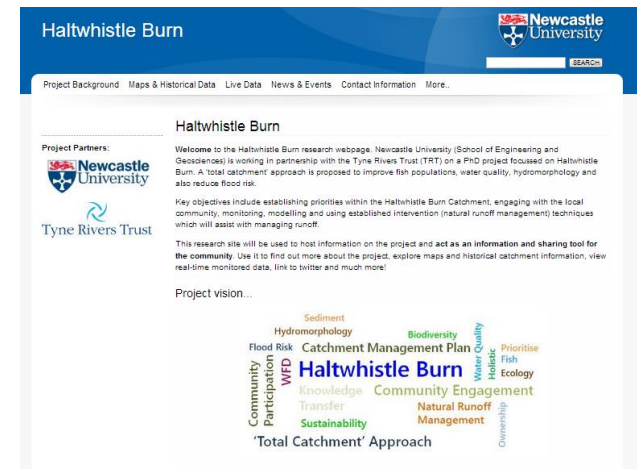 Haltwhistle Burn
Newcastle
University
SEARCH
Project Background Maps & Historical Data Live Data News & Events Contact Information More..
Project Partners:
Newcastle
University
Tyne Rivers Trust
Haltwhistle Burn
Welcome to the Haltwhistle Burn research webpage. Newcastle University (School of Engineering and
Geosciences) is working in partnership with the Tyne Rivers Trust (TRT) on a PhD project focussed on Haltwhistle
Burn. A 'total catchment' approach is proposed to improve fish populations, water quality, hydromorphology and
also reduce flood risk.
Key objectives include establishing priorities within the Haltwhistle Burn Catchment, engaging with the local
community, monitoring, modelling and using established intervention (natural runoff management) techniques
which will assist with managing runoff.
This research site will be used to host information on the project and act as an information and sharing tool for
the community. Use it to find out more about the project, explore maps and historical catchment information, view
real-time monitored data, link to twitter and much more!
Project vision...
Sediment
Hydromorphology
Biodiversity
Flood Risk
Catchment Management Plan
Water Quality
Holistic
Prioritise
Fish
Ecology
Community
Participation
WFD
Haltwhistle Burn
Knowledge
Transfer
Community Engagement
Natural Runoff
Management
Ownership
Sustainability
'Total Catchment' Approach